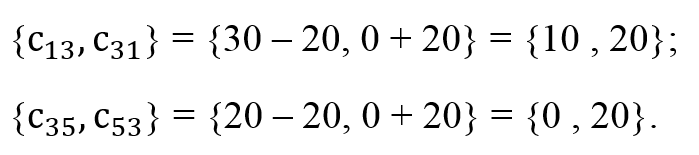 {c₁₃, c₃₁} = {30 – 20, 0 + 20} = {10 , 20};
{c₃₅, c₅₃} = {20 – 20, 0 + 20} = {0 , 20}.